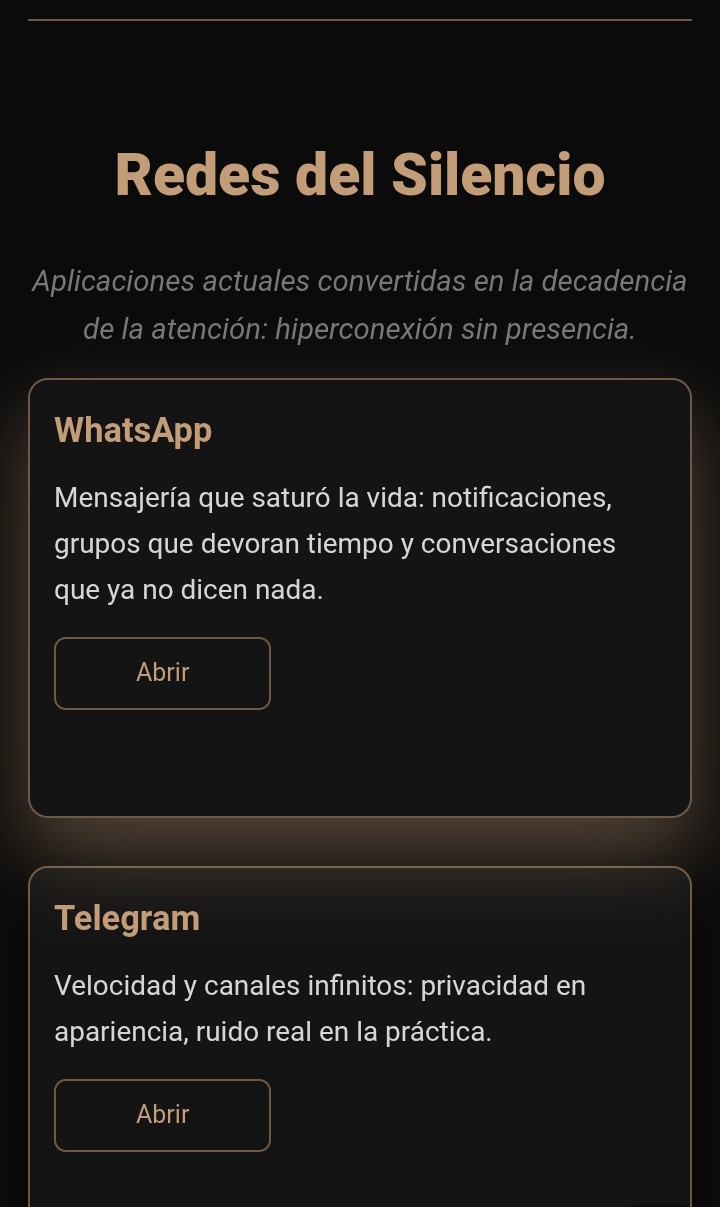 Redes del Silencio
Aplicaciones actuales convertidas en la decadencia
de la atención: hiperconexión sin presencia.
WhatsApp
Mensajería que saturó la vida: notificaciones,
grupos que devoran tiempo y conversaciones
que ya no dicen nada.
Abrir
Telegram
Velocidad y canales infinitos: privacidad en
apariencia, ruido real en la práctica.
Abrir